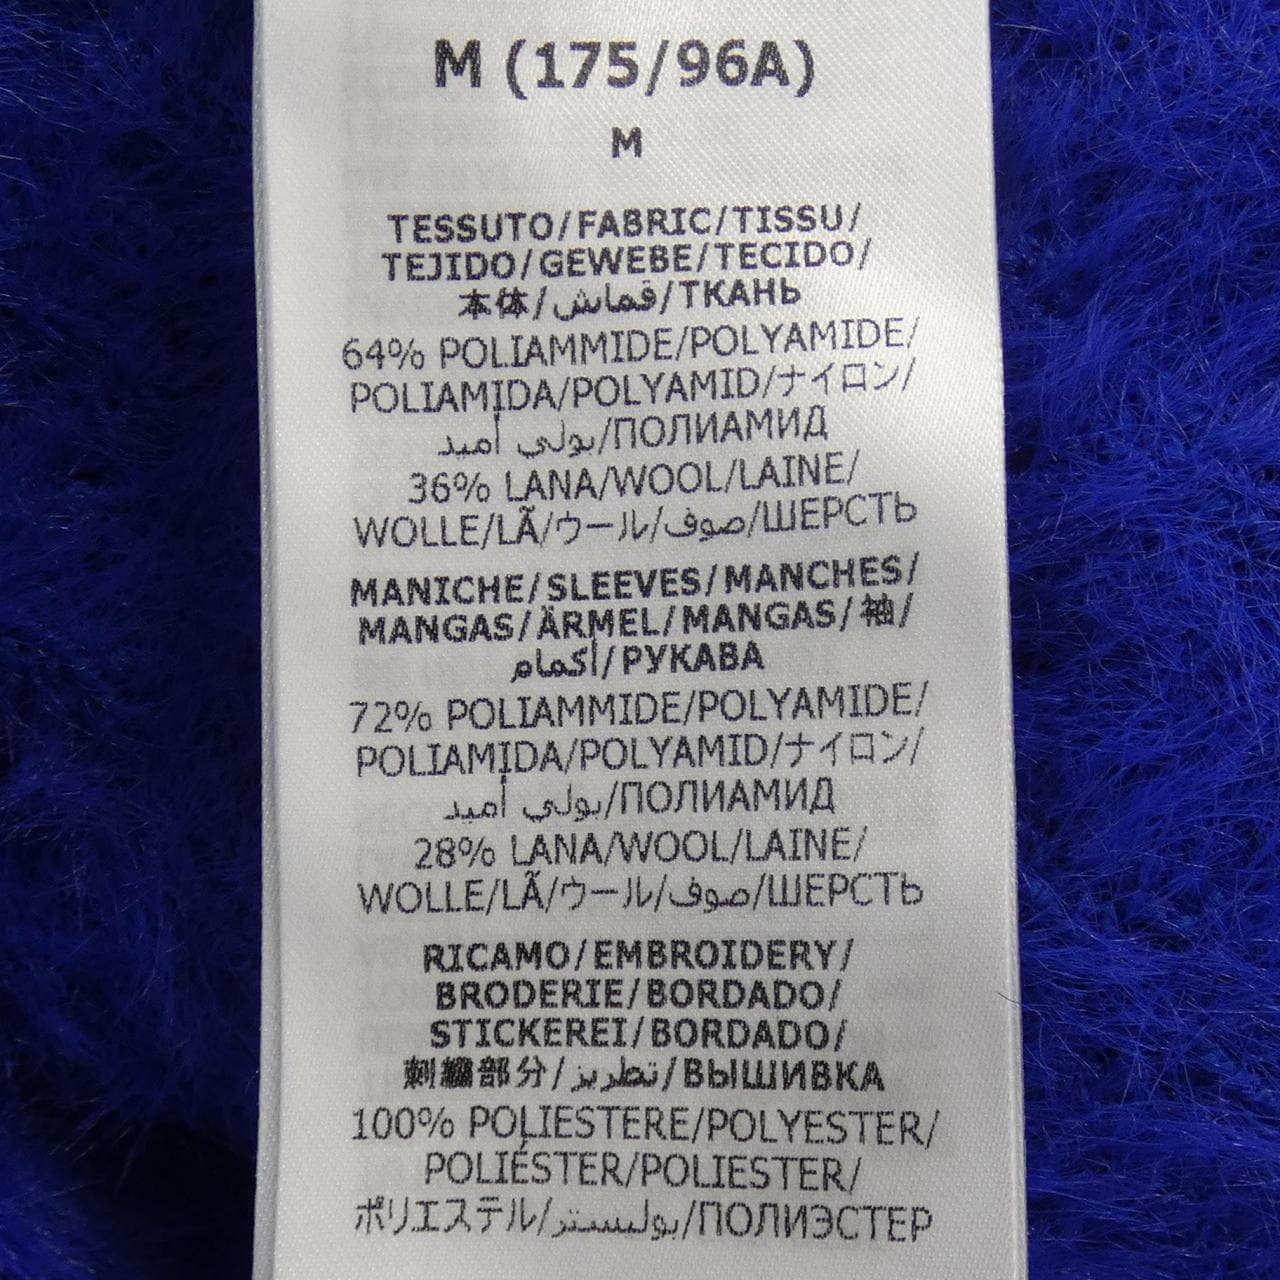 M (175/96A)
M
TESSUTO/FABRIC/TISSU/
TEJIDO/GEWEBE/TECIDO/
本体/قماش/ТКАНЬ
64% POLIAMMIDE/POLYAMIDE/
POLIAMIDA/POLYAMID/ナイロン/
بولي أميد/ПОЛИАМИД
36% LANA/WOOL/LAINE/
WOLLE/LÃ/ウール/صوف/ШЕРСТЬ
MANICHE/SLEEVES/MANCHES/
MANGAS/ÄRMEL/MANGAS/袖/
أكمام/РУКАВА
72% POLIAMMIDE/POLYAMIDE/
POLIAMIDA/POLYAMID/ナイロン/
بولي أميد/ПОЛИАМИД
28% LANA/WOOL/LAINE/
WOLLE/LÃ/ウール/صوف/ШЕРСТЬ
RICAMO/EMBROIDERY/
BRODERIE/BORDADO/
STICKEREI/BORDADO/
刺繍部分/تطريز/ВЫШИВКА
100% POLIESTERE/POLYESTER/
POLIÉSTER/POLIESTER/
ポリエステル/بوليستر/ПОЛИЭСТЕР